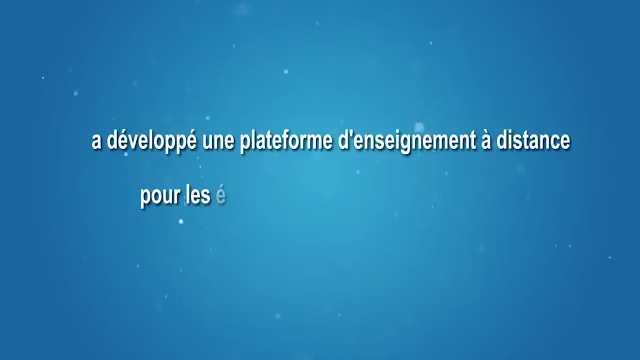 a développé une plateforme d'enseignement à distance
pour les é